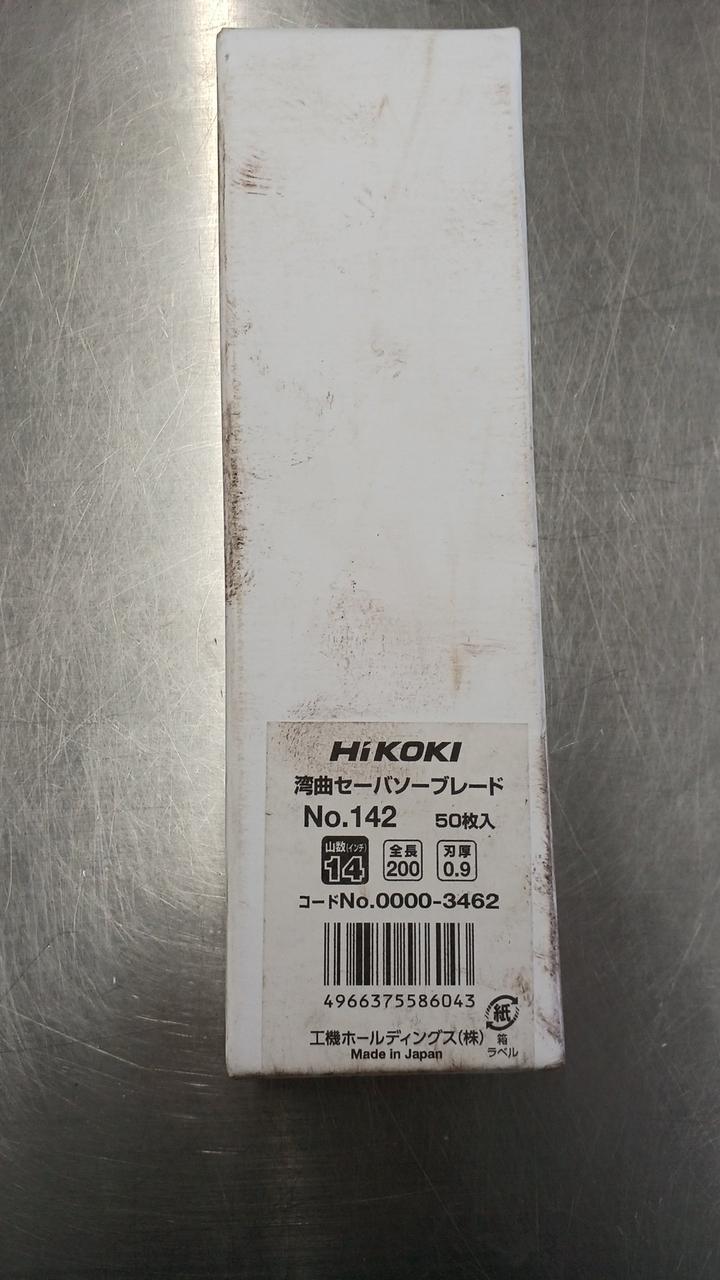 HiKOKI
湾曲セーバソーブレード
No.142 50枚入
山数(インチ) 全長 刃厚
14 200 0.9
コードNo.0000-3462
4966375586043
紙
工機ホールディングス(株) 箱
Made in Japan ラベル